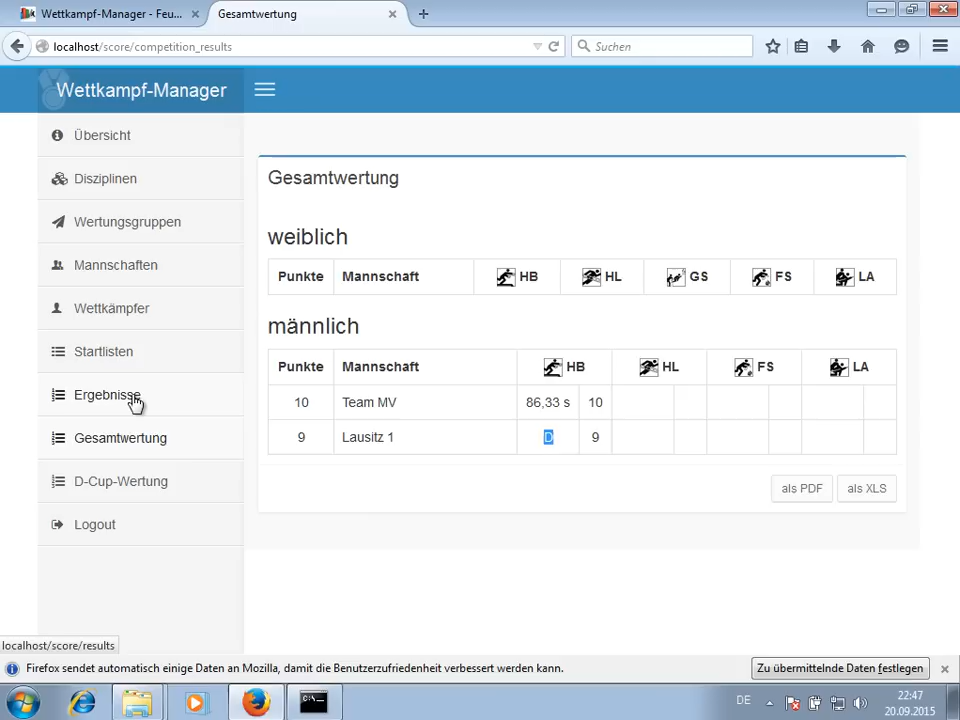 Wettkampf-Manager - Feu...
Gesamtwertung
localhost/score/competition_results
Suchen
Wettkampf-Manager
Übersicht
Disziplinen
Wertungsgruppen
Mannschaften
Wettkämpfer
Startlisten
Ergebnisse
Gesamtwertung
D-Cup-Wertung
Logout
Gesamtwertung
weiblich
Punkte Mannschaft HB HL GS FS LA
männlich
Punkte Mannschaft HB HL FS LA
10 Team MV 86,33 s 10
9 Lausitz 1 D 9
als PDF als XLS
localhost/score/results
Firefox sendet automatisch einige Daten an Mozilla, damit die Benutzerzufriedenheit verbessert werden kann.
Zu übermittelnde Daten festlegen
C:\.
DE
22:47
20.09.2015